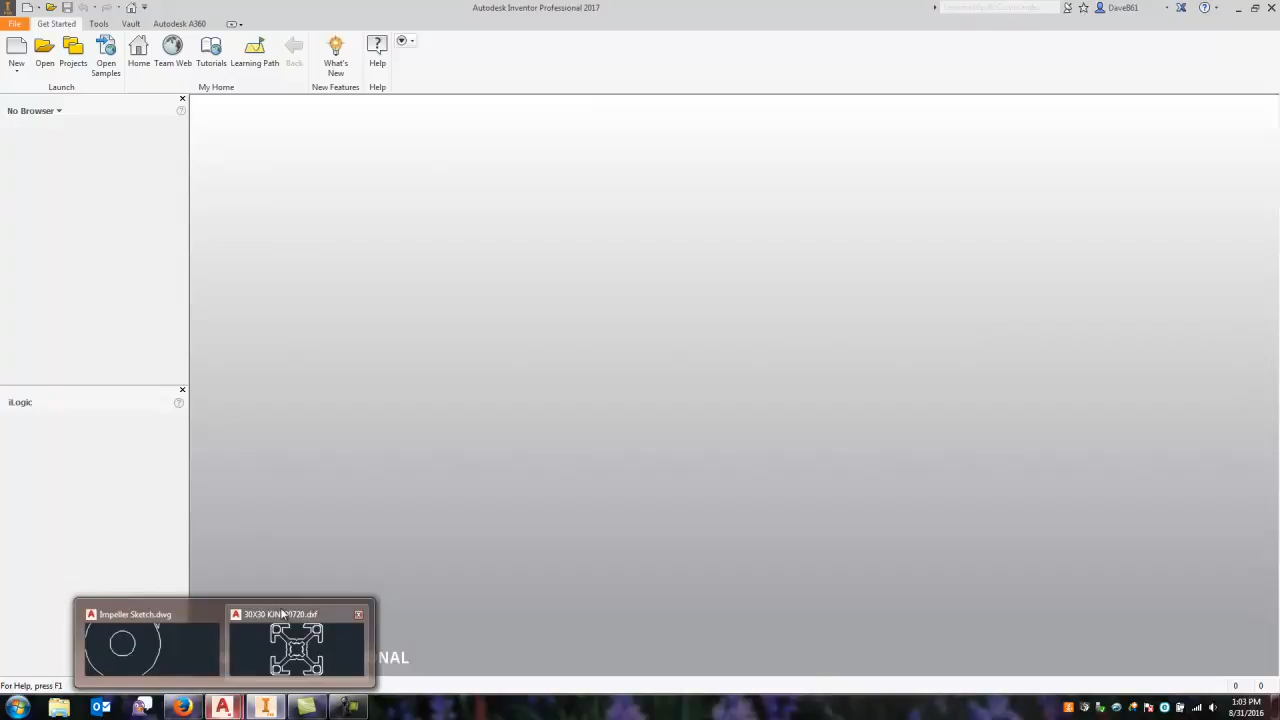 Autodesk Inventor Professional 2017
Dave861
File
Get Started
Tools
Vault
Autodesk A360
New
Open
Projects
Open
Samples
Home
Team Web
Tutorials
Learning Path
Back
What's
New
Help
Launch
My Home
New Features
Help
No Browser
iLogic
Impeller Sketch.dwg
NAL
For Help, press F1
0
0
1:03 PM
8/31/2016